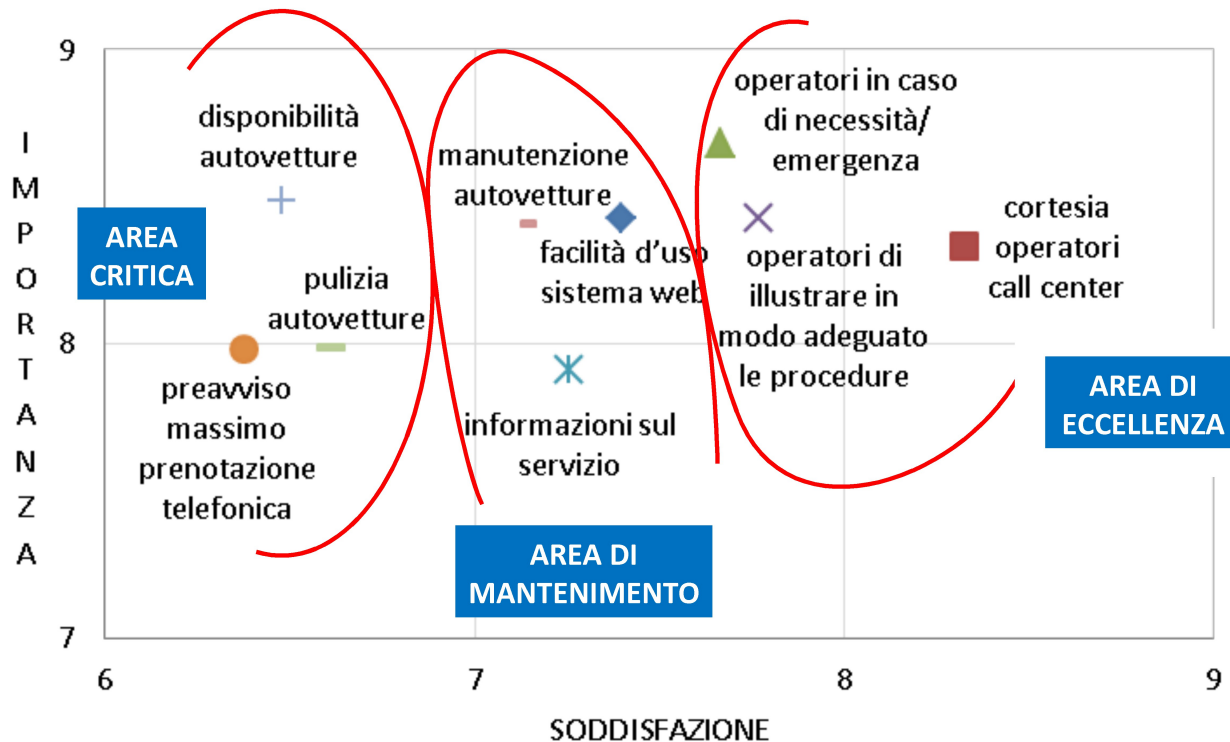 9
IMPORTANZA
8
7
6
7
8
9
SODDISFAZIONE
AREA
CRITICA
disponibilità
autovetture
pulizia
autovetture
preavviso
massimo
prenotazione
telefonica
manutenzione
autovetture
facilità d'uso
sistema web
informazioni sul
servizio
AREA DI
MANTENIMENTO
operatori in caso
di necessità/
emergenza
operatori di
illustrare in
modo adeguato
le procedure
cortesia
operatori
call center
AREA DI
ECCELLENZA